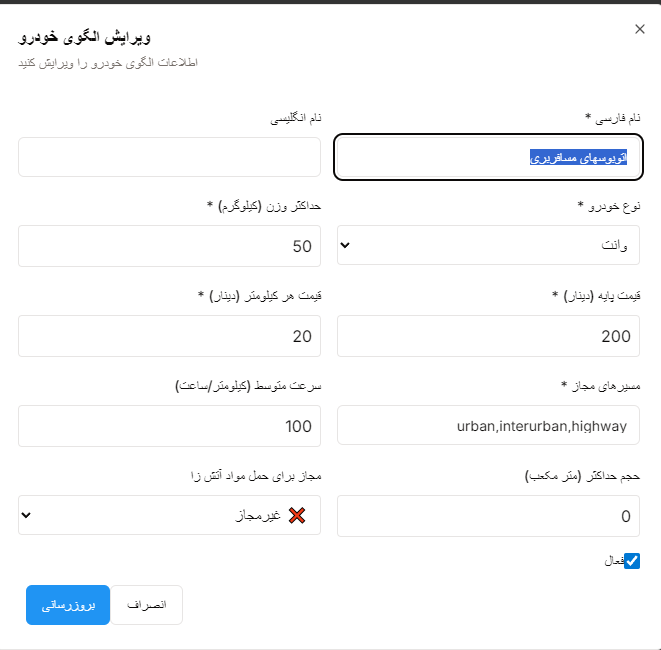 ویرایش الگوی خودرو
اطلاعات الگوی خودرو را ویرایش کنید
نام فارسی *
اتوبوسهای مسافربری
نام انگلیسی
نوع خودرو *
وانت
حداکثر وزن (کیلوگرم) *
50
قیمت پایه (دینار) *
200
قیمت هر کیلومتر (دینار) *
20
مسیرهای مجاز *
urban,interurban,highway
سرعت متوسط (کیلومتر/ساعت)
100
حجم حداکثر (متر مکعب)
0
مجاز برای حمل مواد آتش زا
❌ غیرمجاز
فعال
انصراف
بروزرسانی